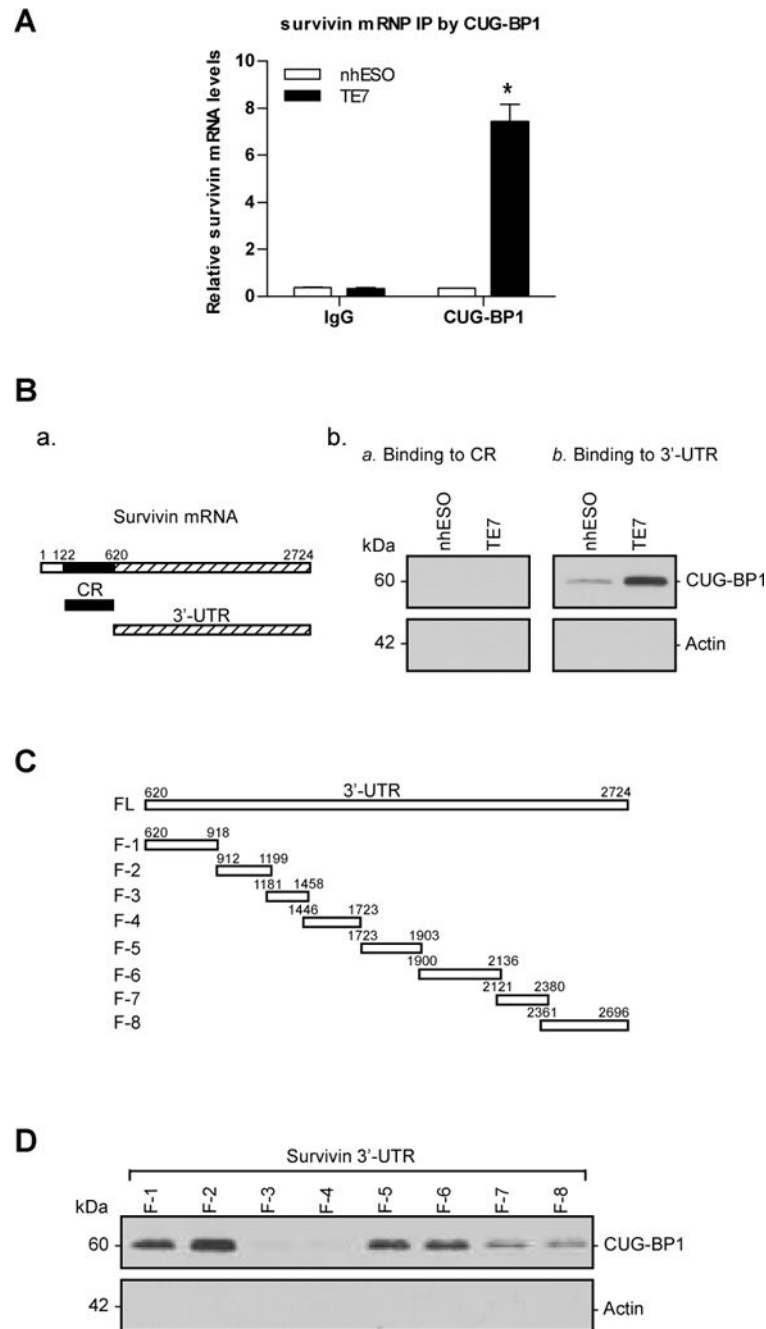 A
survivin mRNP IP by CUG-BP1
Relative survivin mRNA levels
10
8
6
4
2
0
nhESO
TE7
*
IgG
CUG-BP1
B
a.
Survivin mRNA
1 122 620 2724
CR
3'-UTR
b.
a. Binding to CR
b. Binding to 3'-UTR
kDa
nhESO
TE7
nhESO
TE7
60
CUG-BP1
42
Actin
C
FL
620 3'-UTR 2724
F-1
620 918
F-2
912 1199
F-3
1181 1458
F-4
1446 1723
F-5
1723 1903
F-6
1900 2136
F-7
2121 2380
F-8
2361 2696
D
Survivin 3'-UTR
kDa
F-1
F-2
F-3
F-4
F-5
F-6
F-7
F-8
60
CUG-BP1
42
Actin